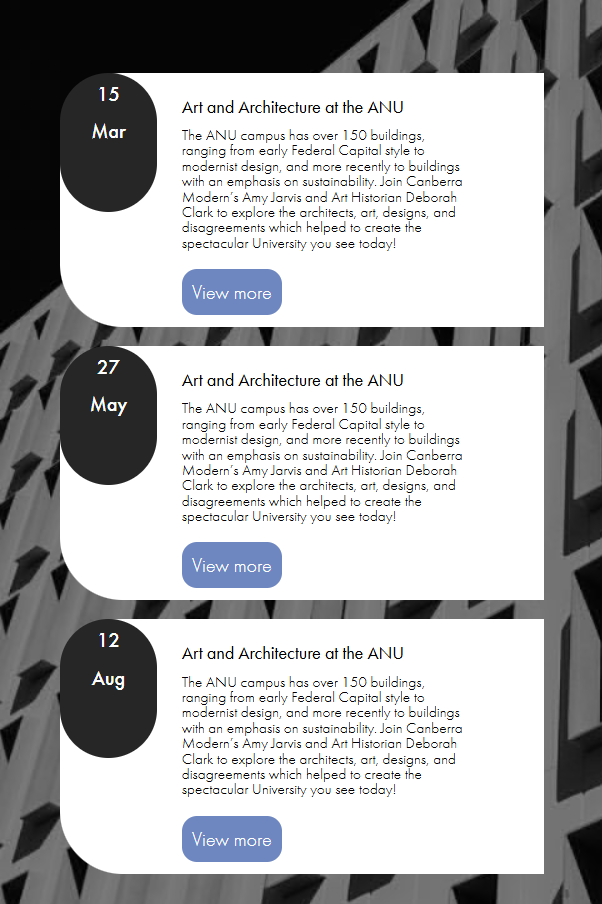 15
Mar
Art and Architecture at the ANU
The ANU campus has over 150 buildings,
ranging from early Federal Capital style to
modernist design, and more recently to buildings
with an emphasis on sustainability. Join Canberra
Modern's Amy Jarvis and Art Historian Deborah
Clark to explore the architects, art, designs, and
disagreements which helped to create the
spectacular University you see today!
View more
27
May
Art and Architecture at the ANU
The ANU campus has over 150 buildings,
ranging from early Federal Capital style to
modernist design, and more recently to buildings
with an emphasis on sustainability. Join Canberra
Modern's Amy Jarvis and Art Historian Deborah
Clark to explore the architects, art, designs, and
disagreements which helped to create the
spectacular University you see today!
View more
12
Aug
Art and Architecture at the ANU
The ANU campus has over 150 buildings,
ranging from early Federal Capital style to
modernist design, and more recently to buildings
with an emphasis on sustainability. Join Canberra
Modern's Amy Jarvis and Art Historian Deborah
Clark to explore the architects, art, designs, and
disagreements which helped to create the
spectacular University you see today!
View more